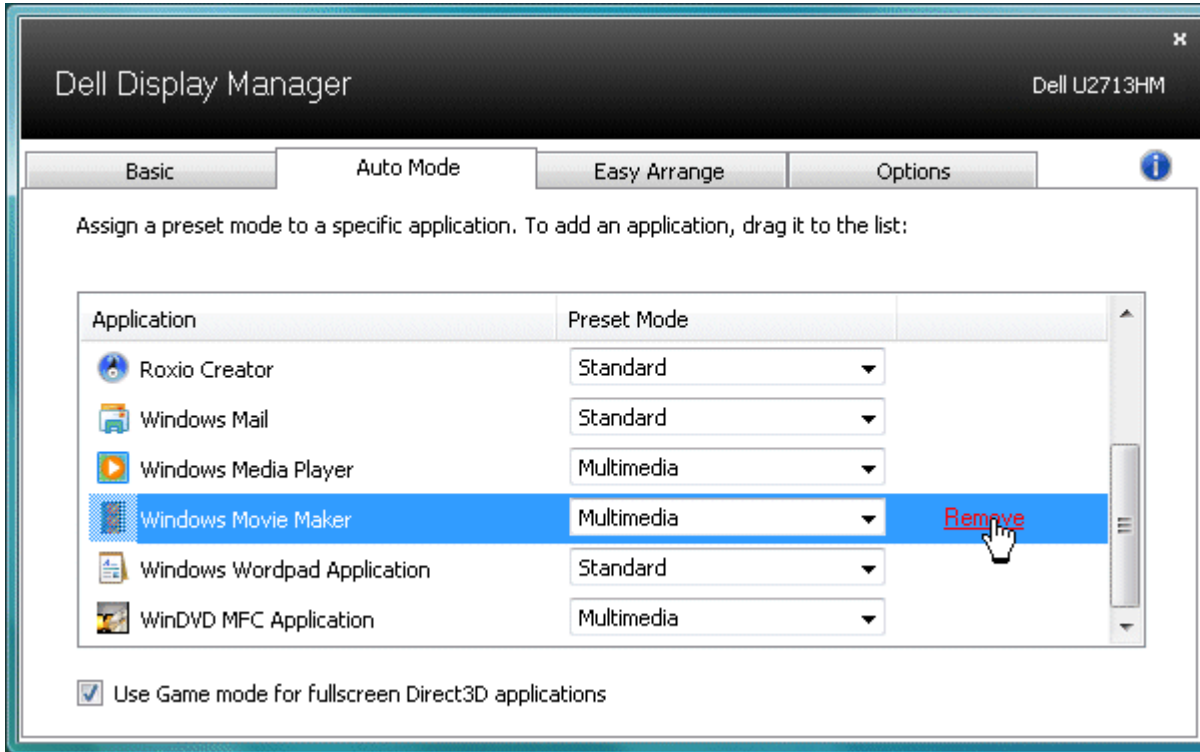 Dell Display Manager
Dell U2713HM
Basic
Auto Mode
Easy Arrange
Options
Assign a preset mode to a specific application. To add an application, drag it to the list:
Application
Preset Mode
Roxio Creator
Standard
Windows Mail
Standard
Windows Media Player
Multimedia
Windows Movie Maker
Multimedia
Remove
Windows Wordpad Application
Standard
WinDVD MFC Application
Multimedia
Use Game mode for fullscreen Direct3D applications